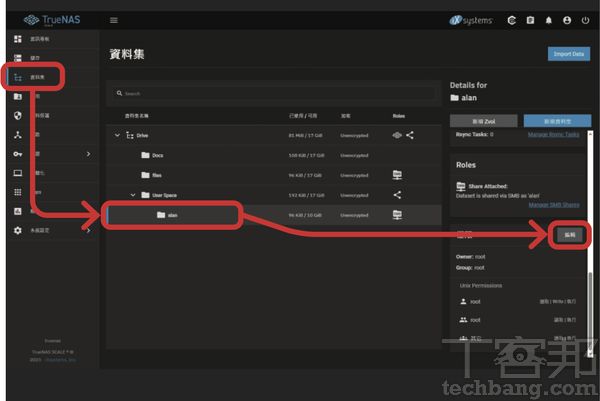 TrueNAS
SCALE
iXsystems
資訊看板
儲存
資料集
系統設定
truenas
TrueNAS SCALE ® ©
2023 - iXsystems, Inc
資料集
Import Data
Search
資料集名稱 已使用 / 可用 加密 Roles
Drive 81 MiB / 17 GiB Unencrypted
Docs 108 KiB / 17 GiB Unencrypted
files 96 KiB / 17 GiB Unencrypted
User Space 192 KiB / 17 GiB Unencrypted
alan 96 KiB / 10 GiB Unencrypted
Details for
alan
新增 Zvol
新增資料集
Rsync Tasks: 0 Manage Rsync Tasks
Roles
Share Attached:
Dataset is shared via SMB as 'alan'
Manage SMB Shares
編輯
Owner: root
Group: root
Unix Permissions
root 讀取 | Write | 執行
root 讀取 | 執行
其它 讀取 | 執行
T客邦
techbang.com